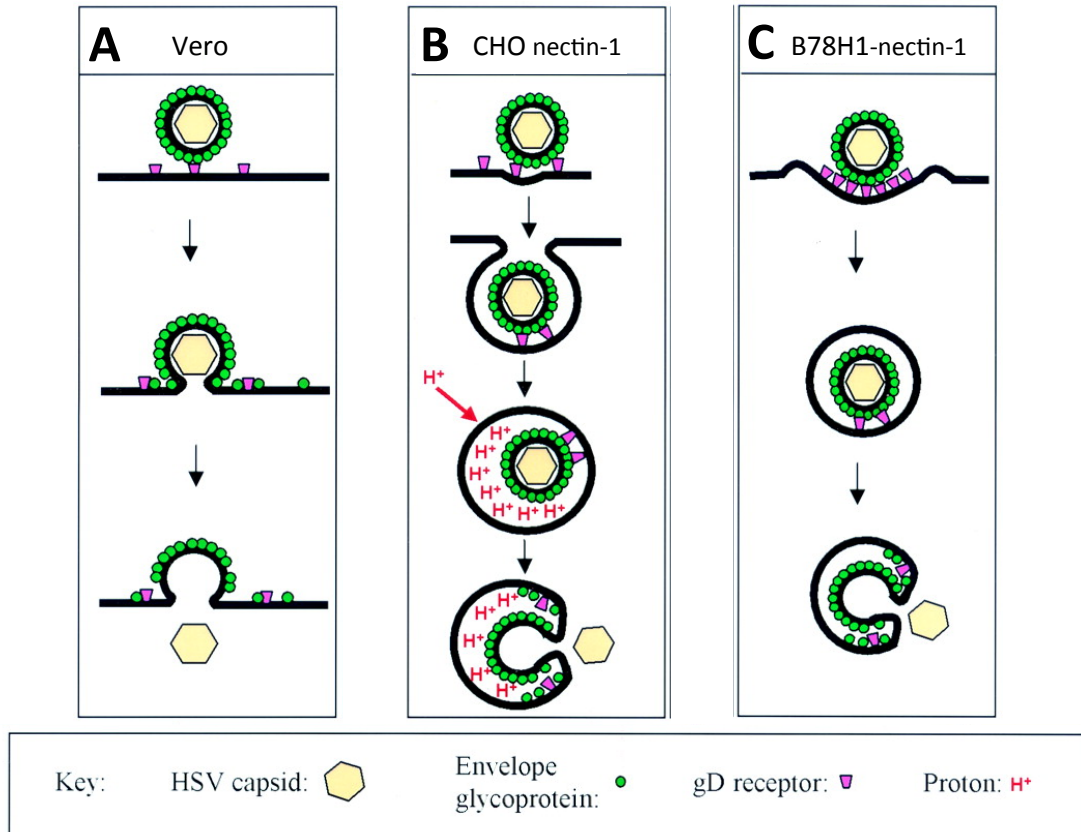 A Vero
B CHO nectin-1
C B78H1-nectin-1
H⁺
H⁺
H⁺
H⁺
H⁺
H⁺
H⁺ H⁺ H⁺
H⁺
H⁺
H⁺
H⁺
H⁺
Key: HSV capsid: Envelope glycoprotein: gD receptor: Proton: H⁺